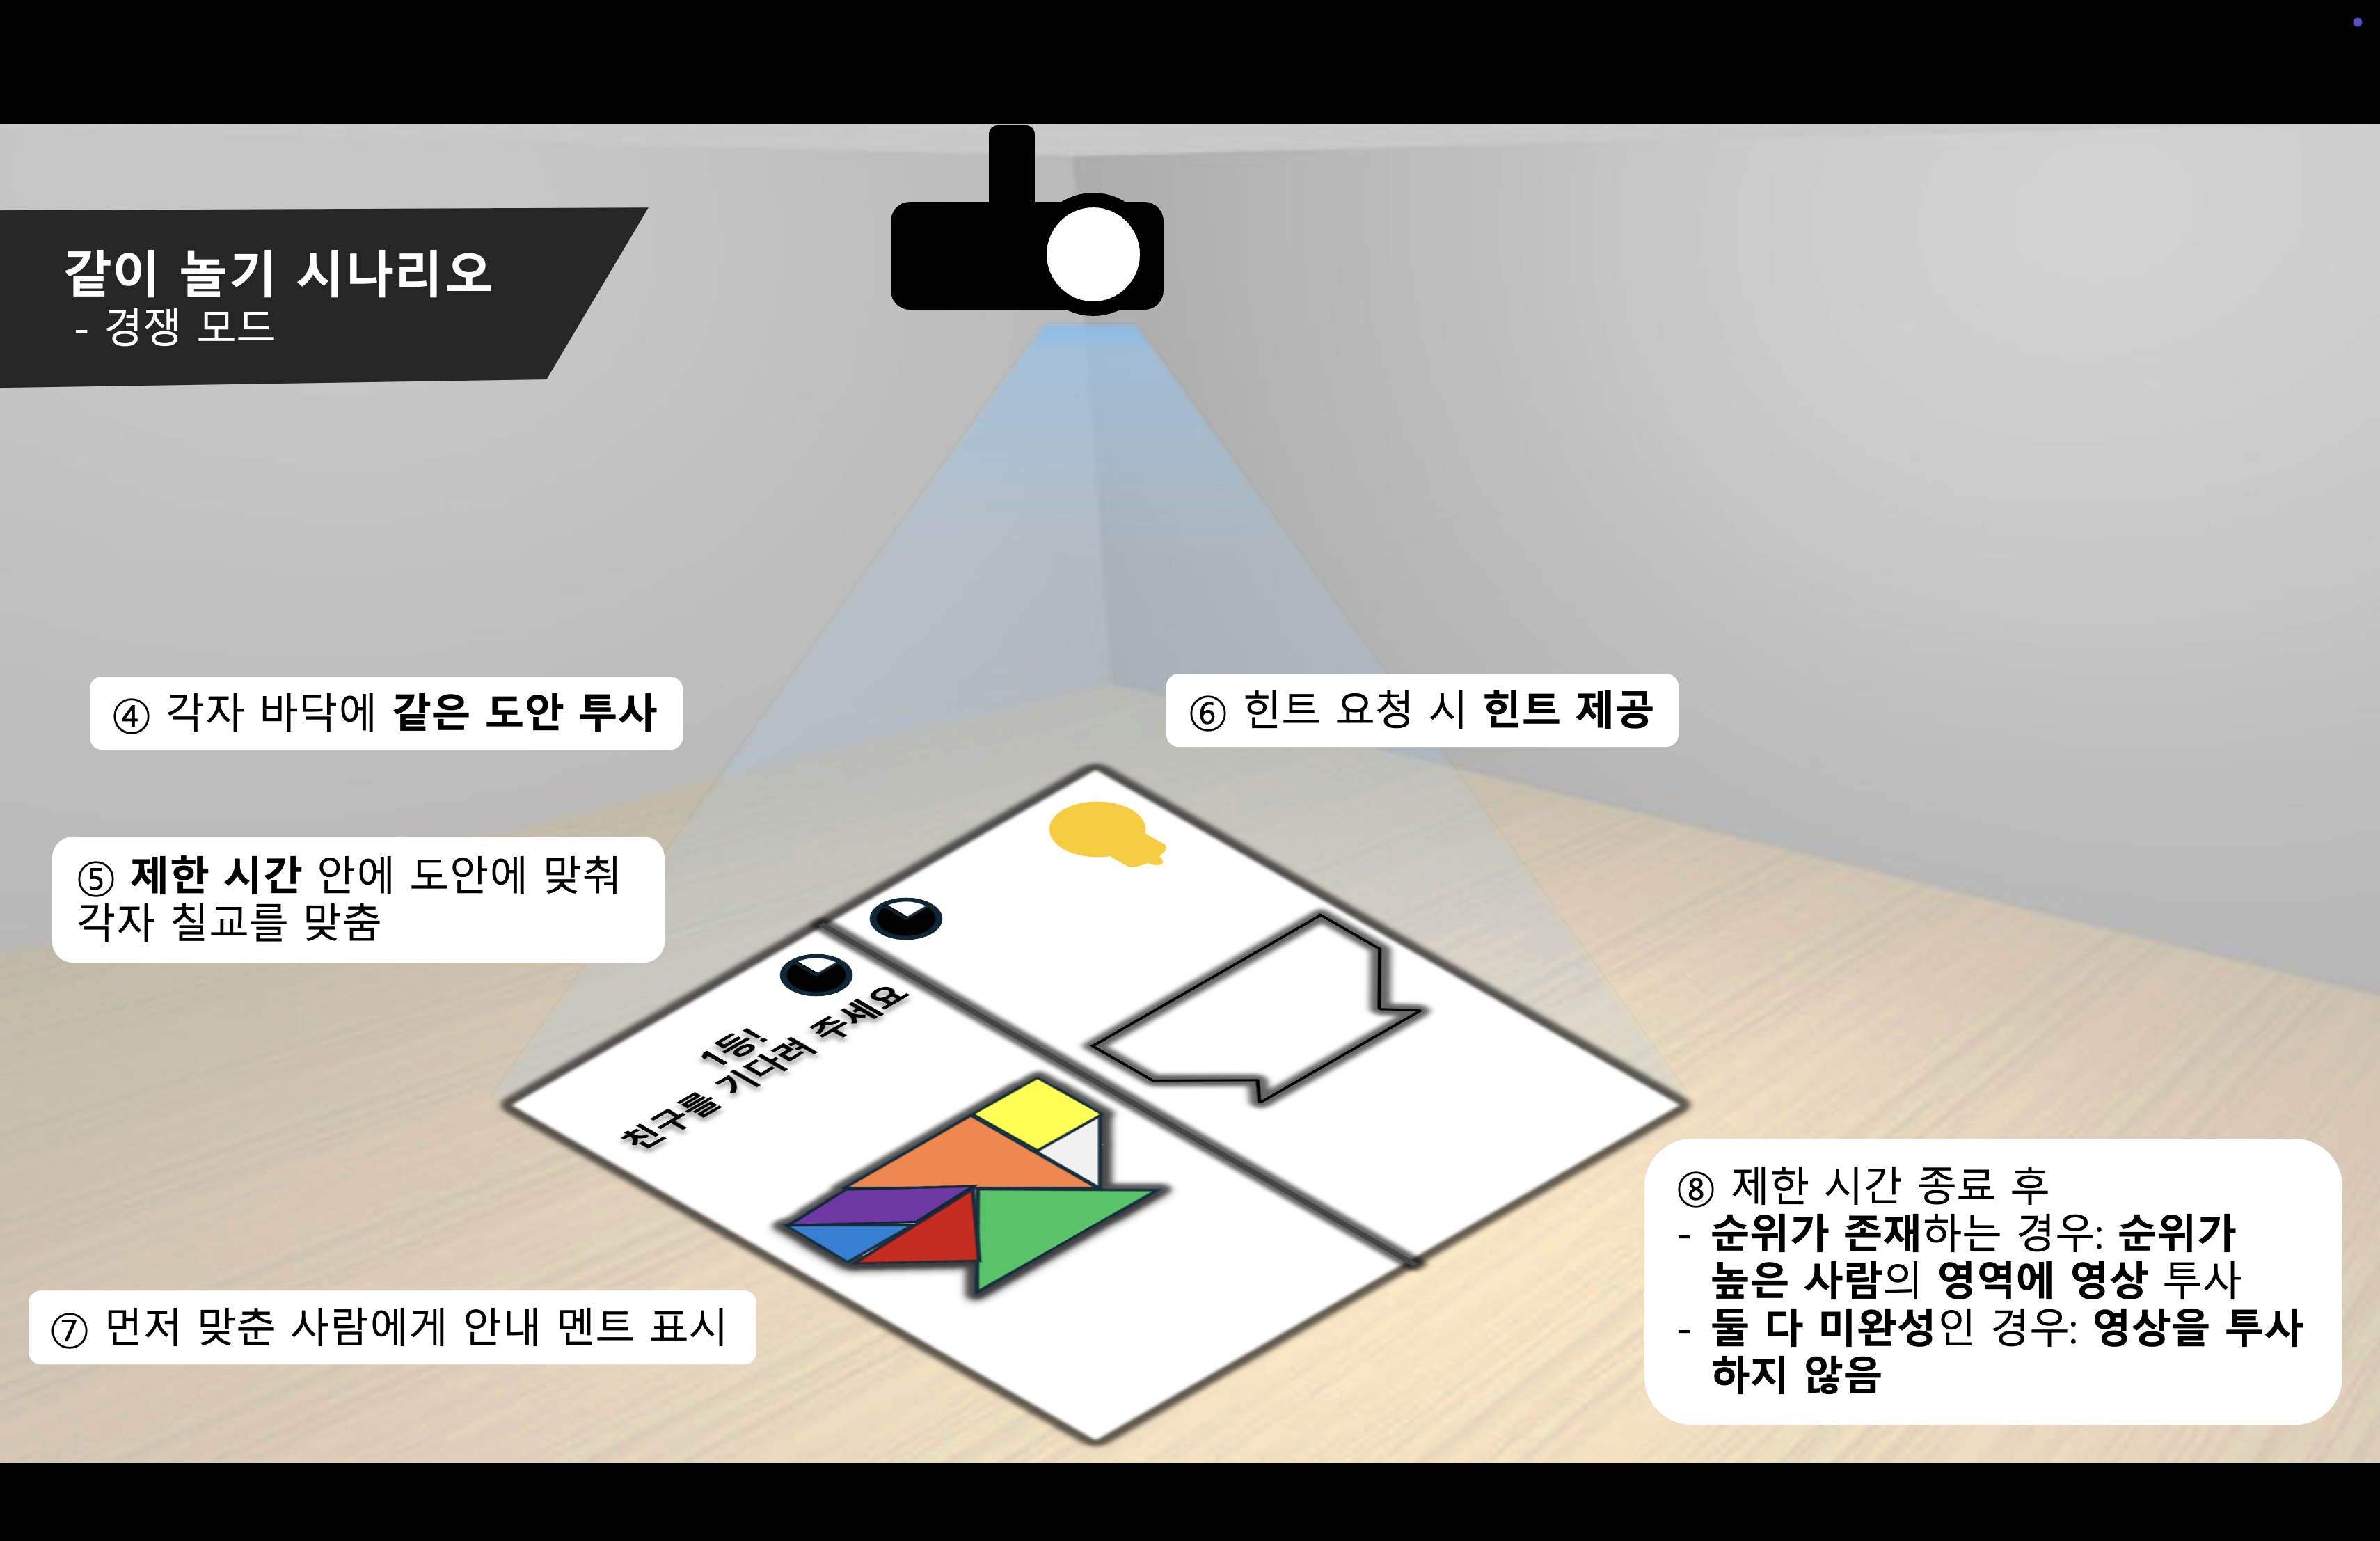 같이 놀기 시나리오
- 경쟁 모드
④ 각자 바닥에 같은 도안 투사
⑤ 제한 시간 안에 도안에 맞춰
각자 칠교를 맞춤
⑥ 힌트 요청 시 힌트 제공
1등!
친구를 기다려 주세요
⑦ 먼저 맞춘 사람에게 안내 멘트 표시
⑧ 제한 시간 종료 후
- 순위가 존재하는 경우: 순위가
높은 사람의 영역에 영상 투사
- 둘 다 미완성인 경우: 영상을 투사
하지 않음